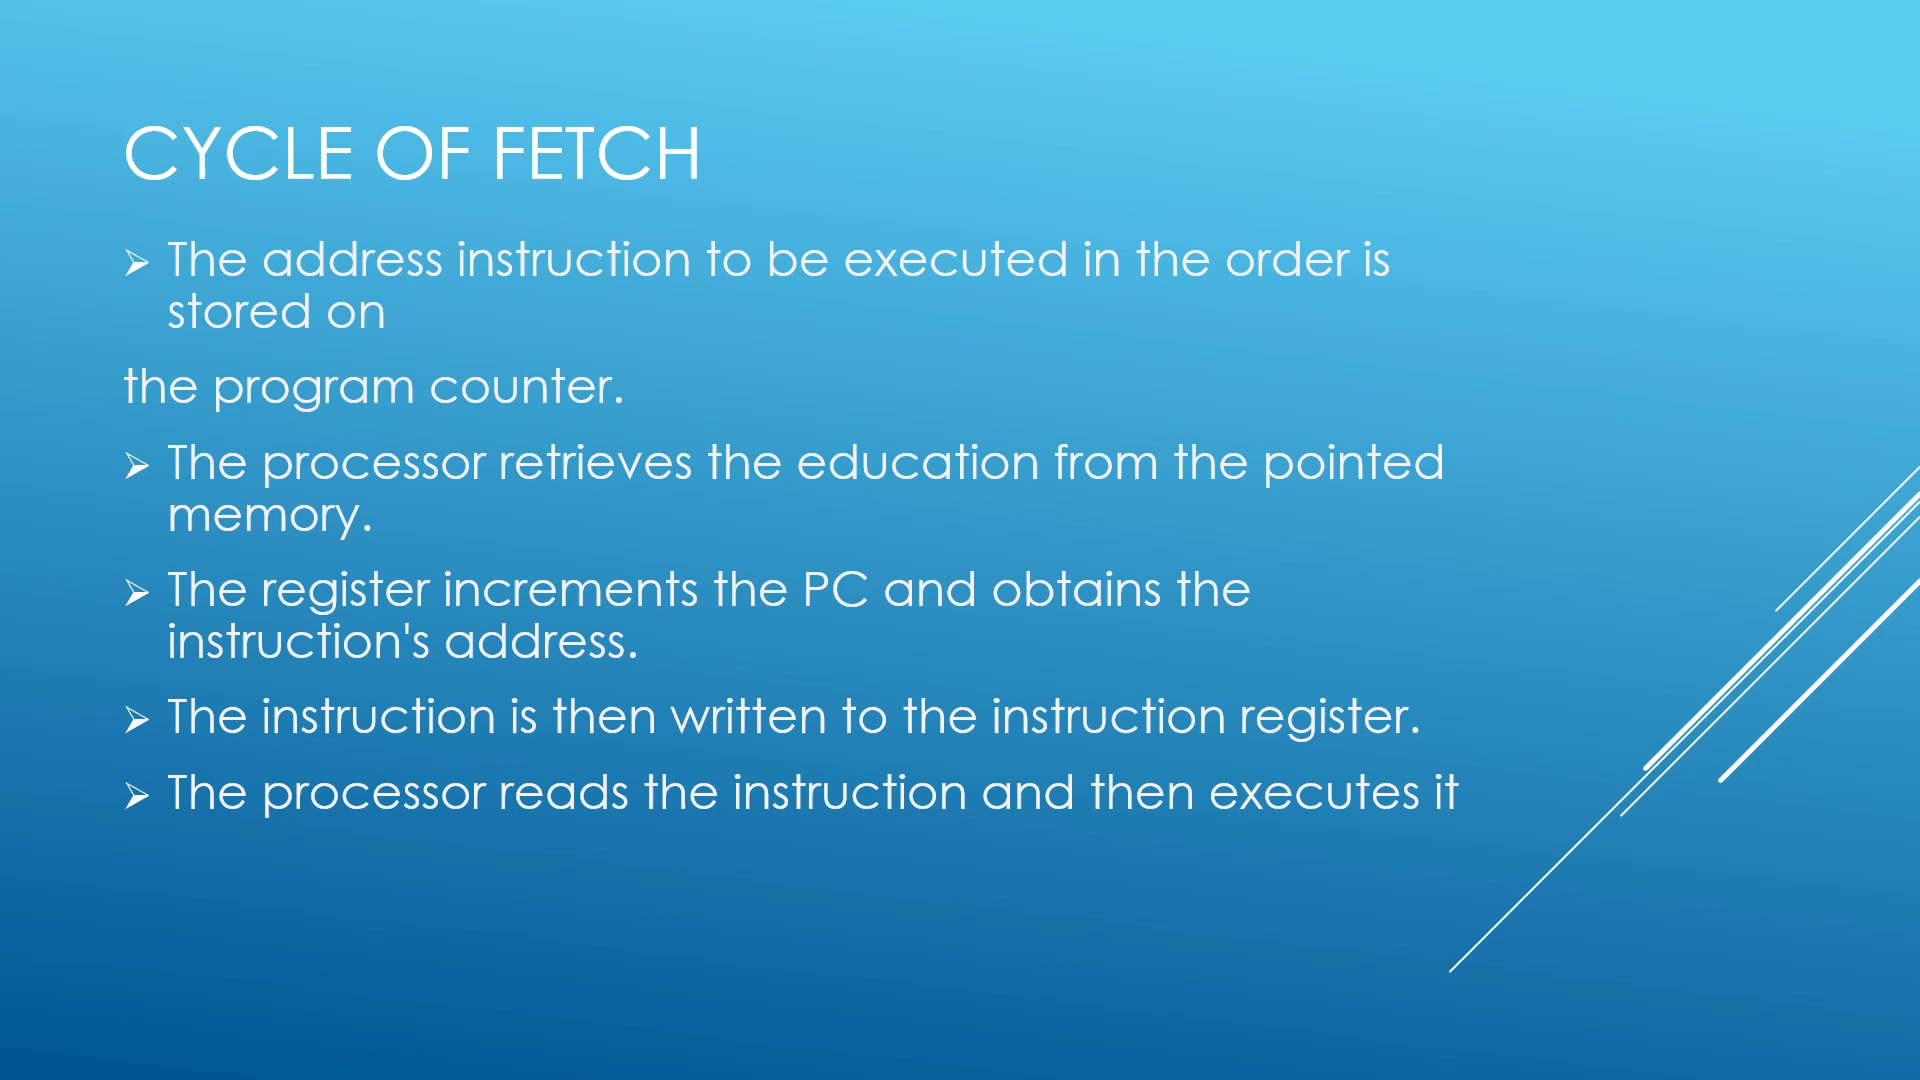 CYCLE OF FETCH
➢ The address instruction to be executed in the order is
stored on
the program counter.
➢ The processor retrieves the education from the pointed
memory.
➢ The register increments the PC and obtains the
instruction's address.
➢ The instruction is then written to the instruction register.
➢ The processor reads the instruction and then executes it